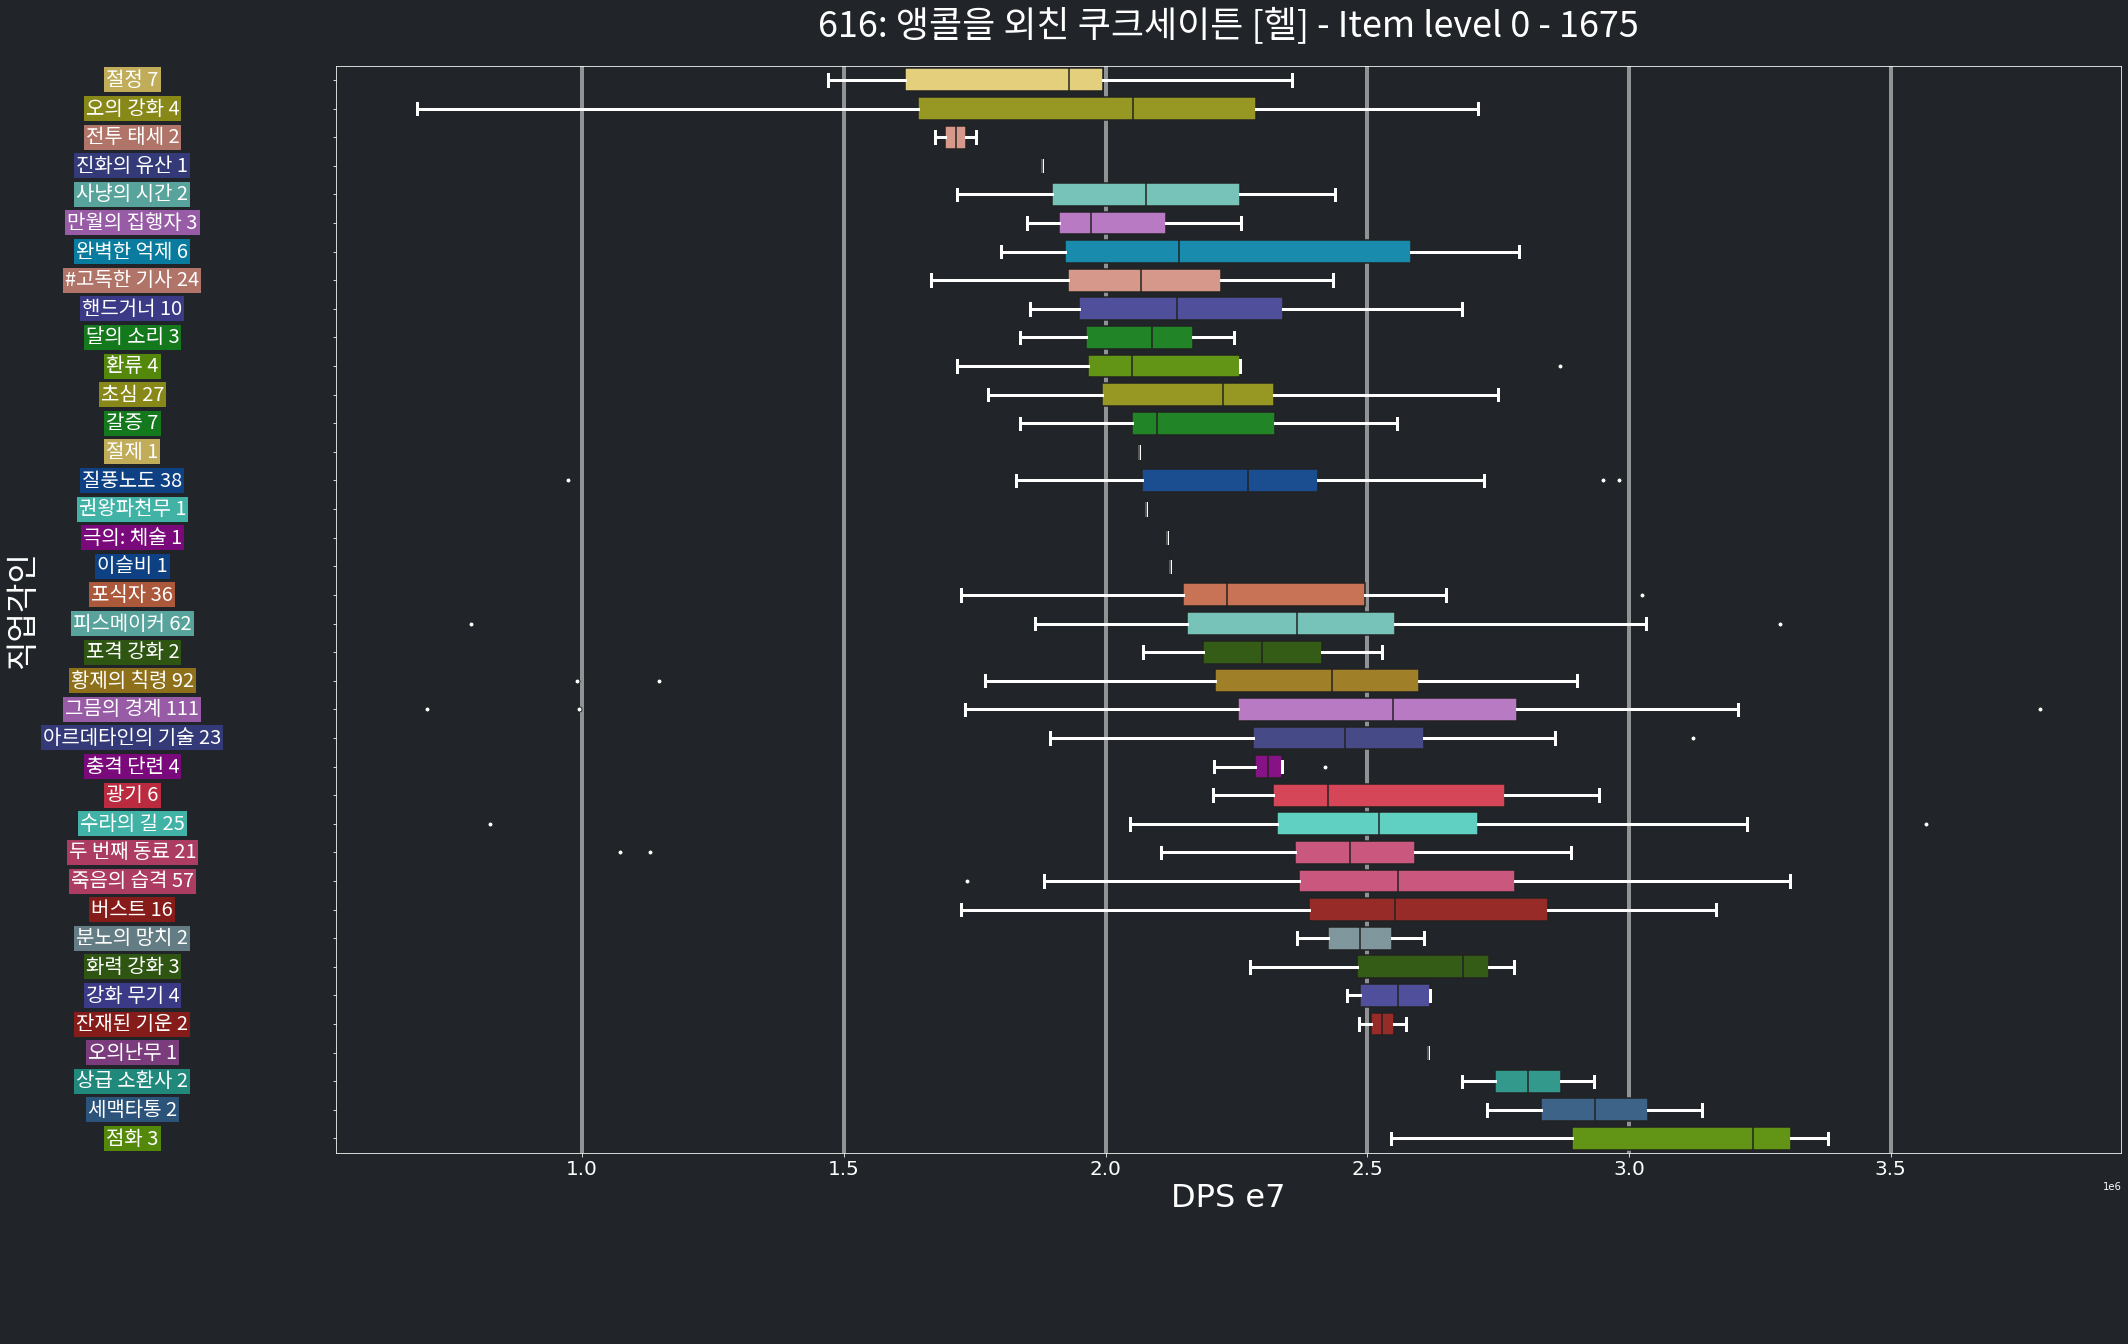 616: 앵콜을 외친 쿠크세이튼 [헬] - Item level 0 - 1675
절정 7
오의 강화 4
전투 태세 2
진화의 유산 1
사냥의 시간 2
만월의 집행자 3
완벽한 억제 6
#고독한 기사 24
핸드거너 10
달의 소리 3
환류 4
초심 27
갈증 7
절제 1
질풍노도 38
권왕파천무 1
극의: 체술 1
이슬비 1
포식자 36
피스메이커 62
포격 강화 2
황제의 칙령 92
그믐의 경계 111
아르데타인의 기술 23
충격 단련 4
광기 6
수라의 길 25
두 번째 동료 21
죽음의 습격 57
버스트 16
분노의 망치 2
화력 강화 3
강화 무기 4
잔재된 기운 2
오의난무 1
상급 소환사 2
세맥타통 2
점화 3
직업각인
1.0 1.5 2.0 2.5 3.0 3.5
1e6
DPS e7